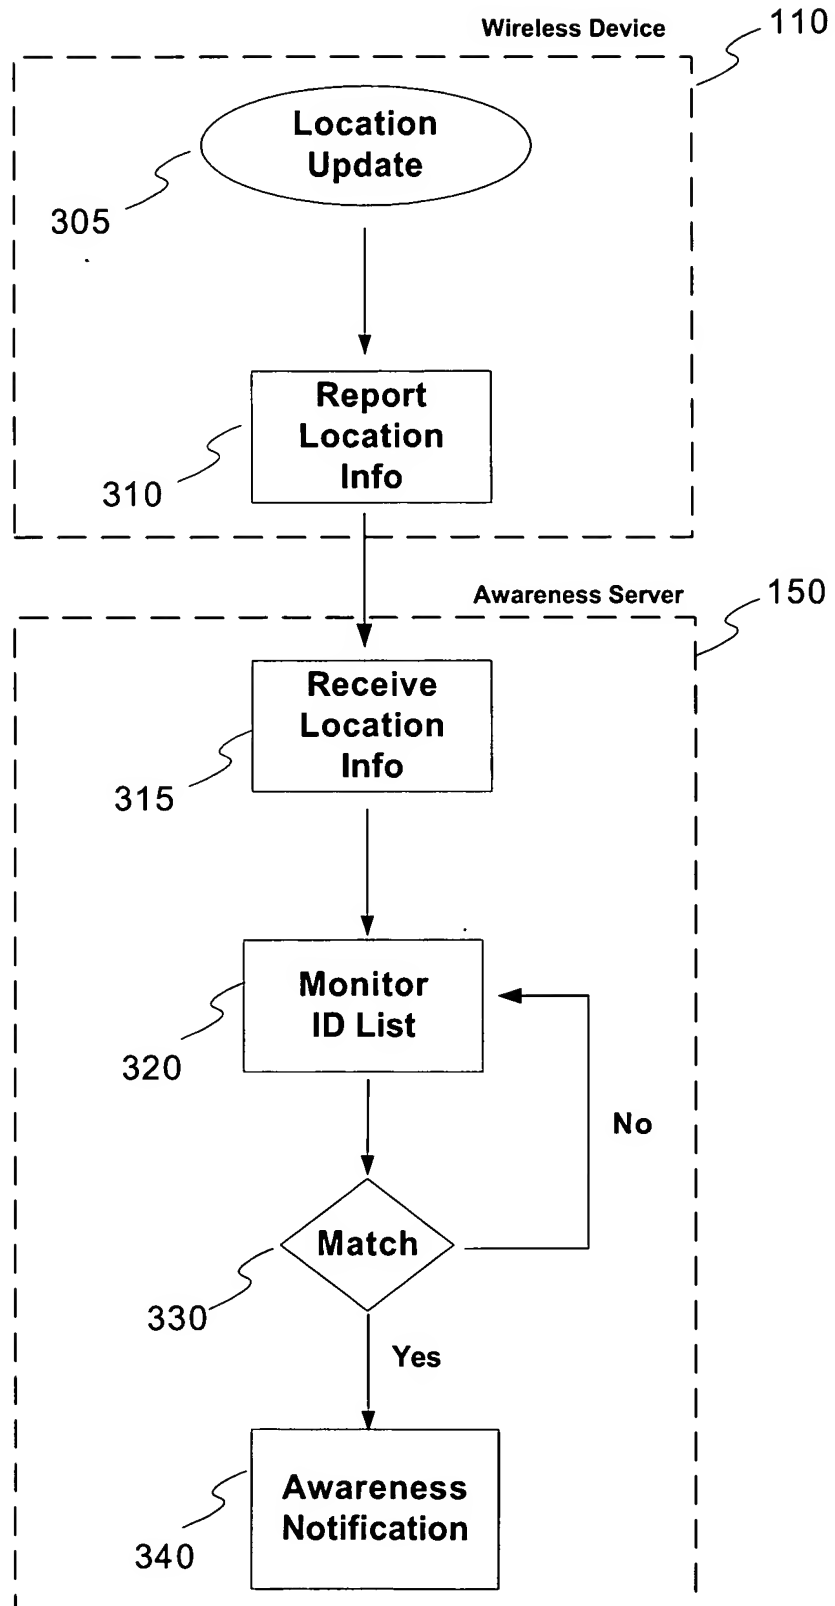 Wireless Device
110
Location
Update
305
Report
Location
Info
310
Awareness Server
150
Receive
Location
Info
315
Monitor
ID List
320
No
Match
330
Yes
Awareness
Notification
340